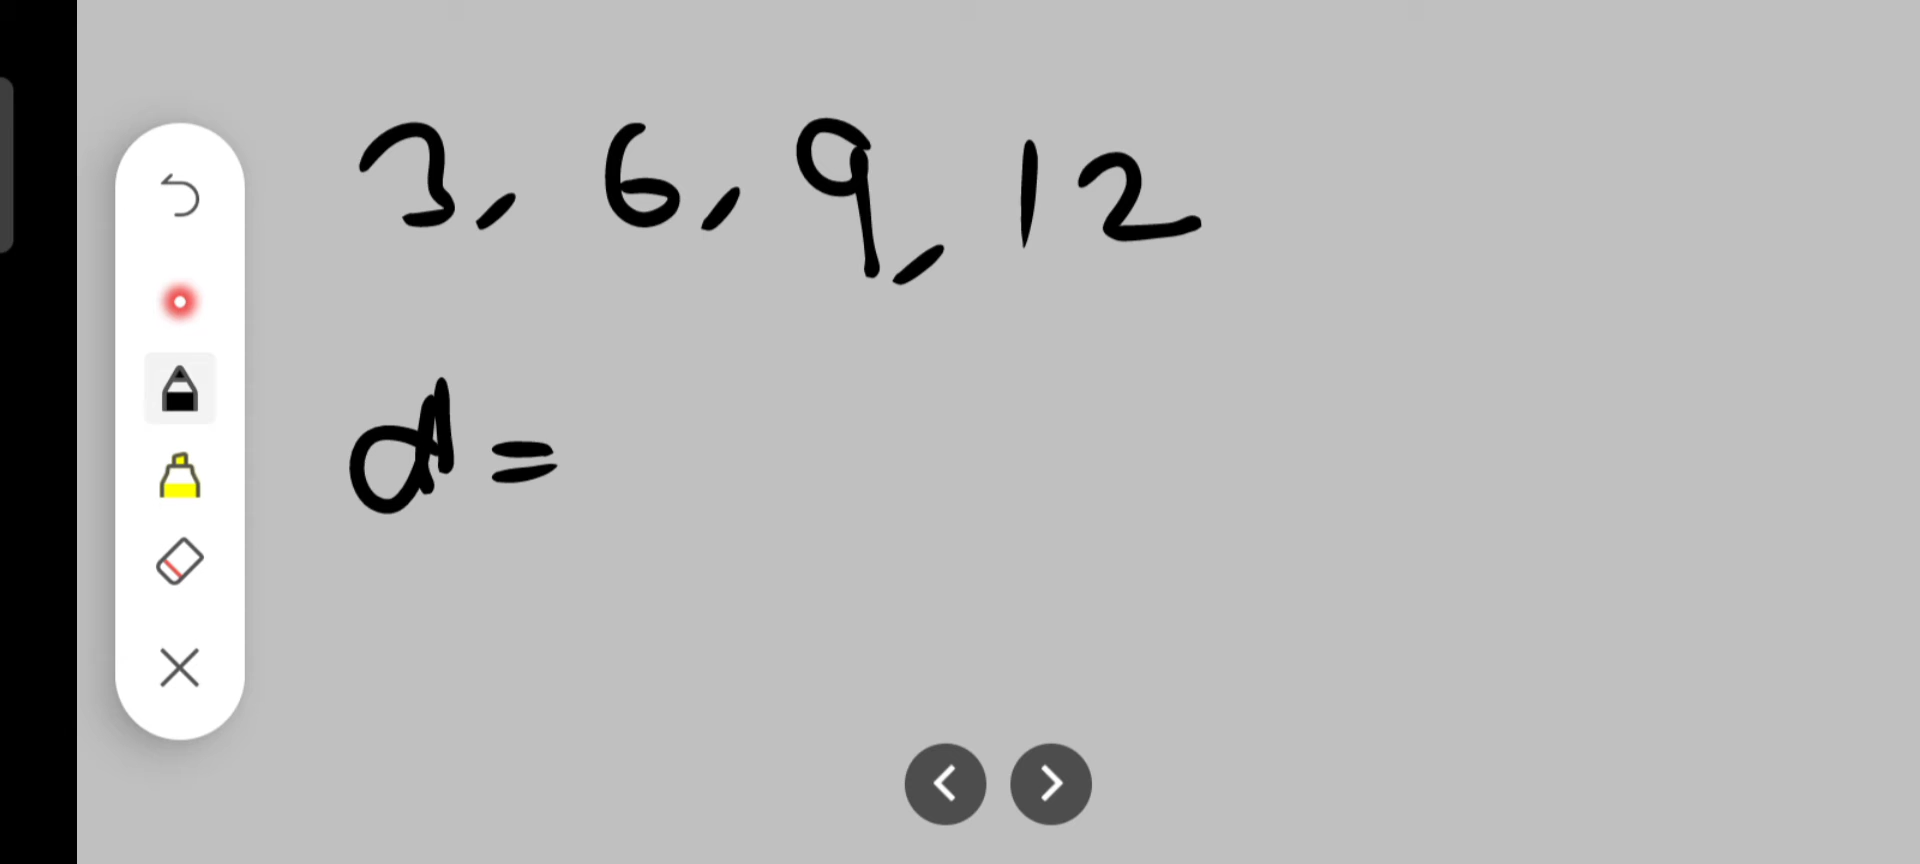 3, 6, 9, 12
d =